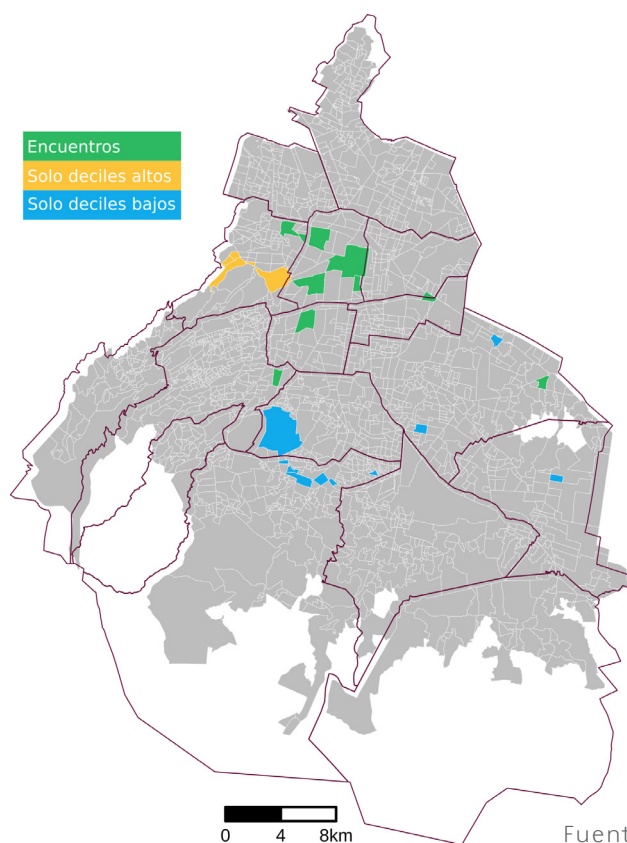 Encuentros
Solo deciles altos
Solo deciles bajos
0 4 8km
Fuent